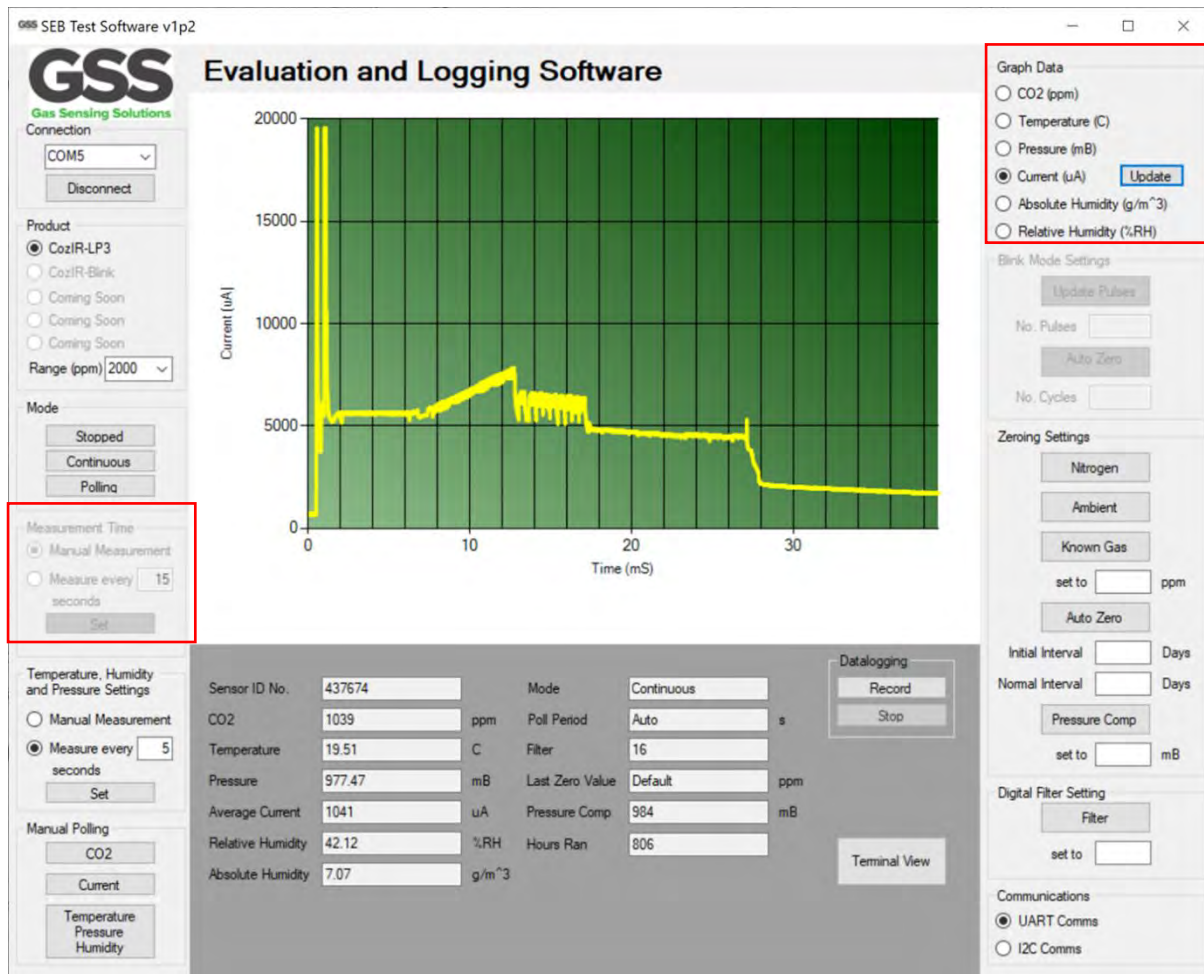 GSS SEB Test Software v1p2
GSS
Gas Sensing Solutions
Evaluation and Logging Software
Connection
COM5
Disconnect
Product
CozIR-LP3
CozIR-Blink
Coming Soon
Coming Soon
Coming Soon
Range (ppm) 2000
Mode
Stopped
Continuous
Polling
Measurement Time
Manual Measurement
Measure every 15
seconds
Set
Temperature, Humidity
and Pressure Settings
Manual Measurement
Measure every 5
seconds
Set
Manual Polling
CO2
Current
Temperature
Pressure
Humidity
20000
15000
10000
5000
0
Current (uA)
0 10 20 30
Time (mS)
Sensor ID No. 437674
CO2 1039 ppm
Temperature 19.51 C
Pressure 977.47 mB
Average Current 1041 uA
Relative Humidity 42.12 %RH
Absolute Humidity 7.07 g/m^3
Mode Continuous
Poll Period Auto s
Filter 16
Last Zero Value Default ppm
Pressure Comp 984 mB
Hours Ran 806
Datalogging
Record
Stop
Terminal View
Graph Data
CO2 (ppm)
Temperature (C)
Pressure (mB)
Current (uA) Update
Absolute Humidity (g/m^3)
Relative Humidity (%RH)
Blink Mode Settings
Update Pulses
No. Pulses
Auto Zero
No. Cycles
Zeroing Settings
Nitrogen
Ambient
Known Gas
set to ppm
Auto Zero
Initial Interval Days
Normal Interval Days
Pressure Comp
set to mB
Digital Filter Setting
Filter
set to
Communications
UART Comms
I2C Comms